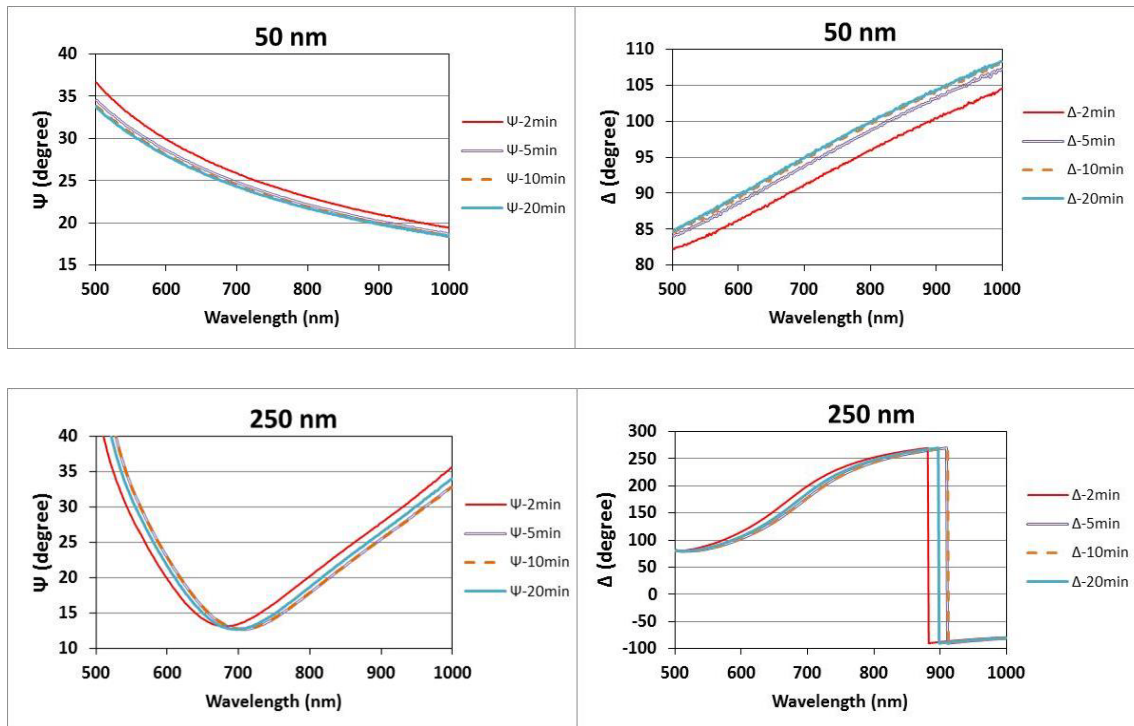 50 nm
Ψ (degree)
40
35
30
25
20
15
500 600 700 800 900 1000
Wavelength (nm)
Ψ-2min
Ψ-5min
Ψ-10min
Ψ-20min
50 nm
Δ (degree)
110
105
100
95
90
85
80
500 600 700 800 900 1000
Wavelength (nm)
Δ-2min
Δ-5min
Δ-10min
Δ-20min
250 nm
Ψ (degree)
40
35
30
25
20
15
10
500 600 700 800 900 1000
Wavelength (nm)
Ψ-2min
Ψ-5min
Ψ-10min
Ψ-20min
250 nm
Δ (degree)
300
250
200
150
100
50
0
-50
-100
500 600 700 800 900 1000
Wavelength (nm)
Δ-2min
Δ-5min
Δ-10min
Δ-20min